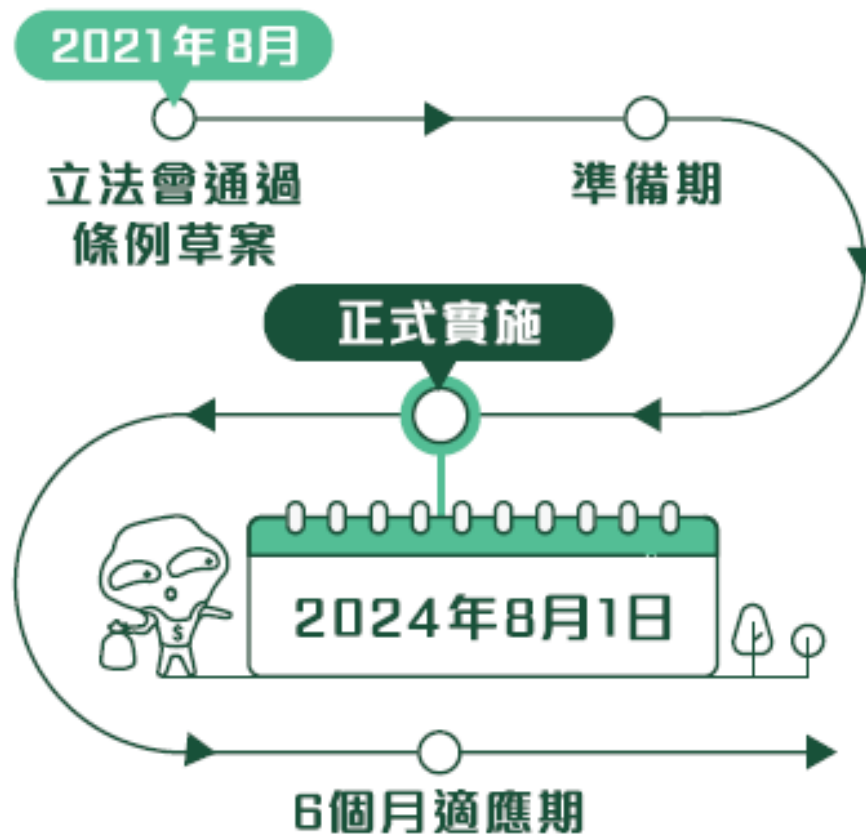 2021年8月
立法會通過
條例草案
準備期
正式實施
$
2024年8月1日
6個月適應期